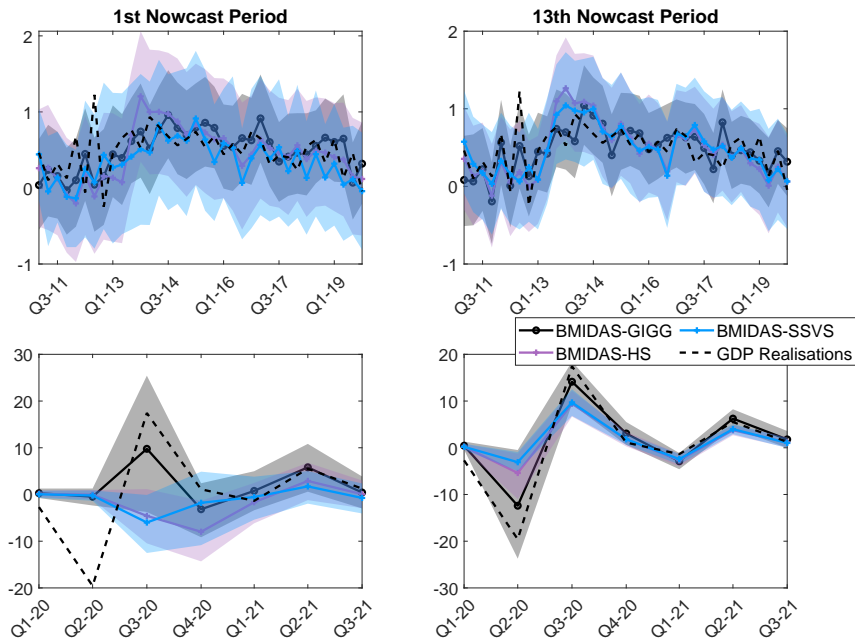 1st Nowcast Period
13th Nowcast Period
2
1
0
-1
Q3-11
Q1-13
Q3-14
Q1-16
Q3-17
Q1-19
2
1
0
-1
Q3-11
Q1-13
Q3-14
Q1-16
Q3-17
Q1-19
BMIDAS-GIGG
BMIDAS-SSVS
BMIDAS-HS
GDP Realisations
30
20
10
0
-10
-20
Q1-20
Q2-20
Q3-20
Q4-20
Q1-21
Q2-21
Q3-21
20
10
0
-10
-20
-30
Q1-20
Q2-20
Q3-20
Q4-20
Q1-21
Q2-21
Q3-21